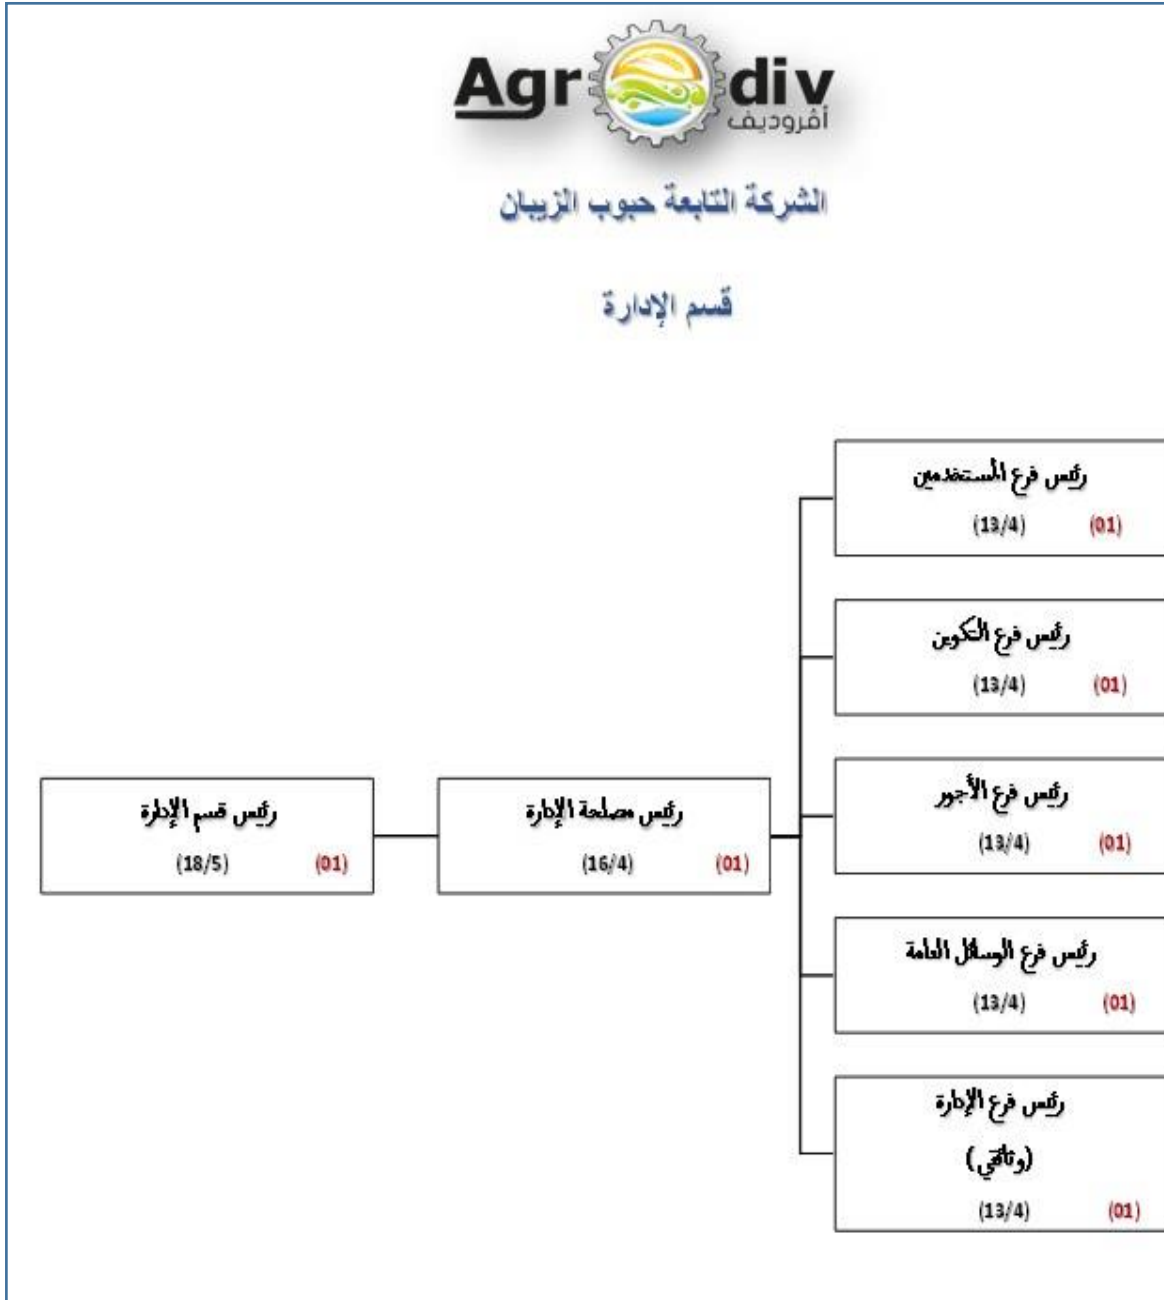 Agrodiv
أقروديف
الشركة التابعة حبوب الزيبان
قسم الإدارة
رئيس فرع المستخدمين
(13/4) (01)
رئيس فرع التكوين
(13/4) (01)
رئيس فرع الأجور
(13/4) (01)
رئيس قسم الإدارة
(18/5) (01)
رئيس مصلحة الإدارة
(16/4) (01)
رئيس فرع الوسائل العامة
(13/4) (01)
رئيس فرع الإدارة
(وثائقي)
(13/4) (01)